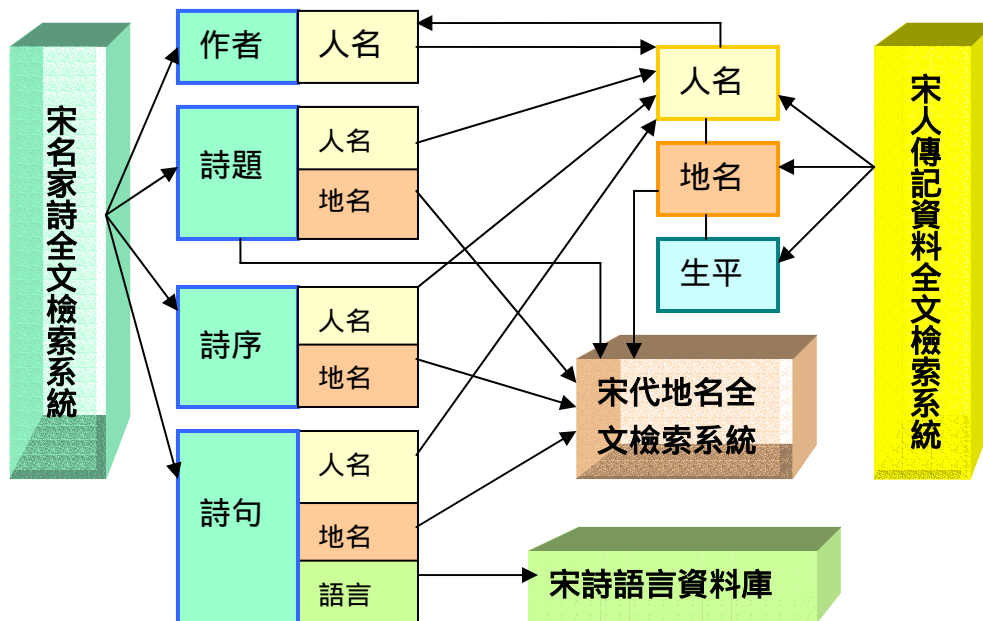 宋名家詩全文檢索系統
作者
人名
詩題
人名
地名
詩序
人名
地名
詩句
人名
地名
語言
人名
地名
生平
宋代地名全
文檢索系統
宋詩語言資料庫
宋人傳記資料全文檢索系統